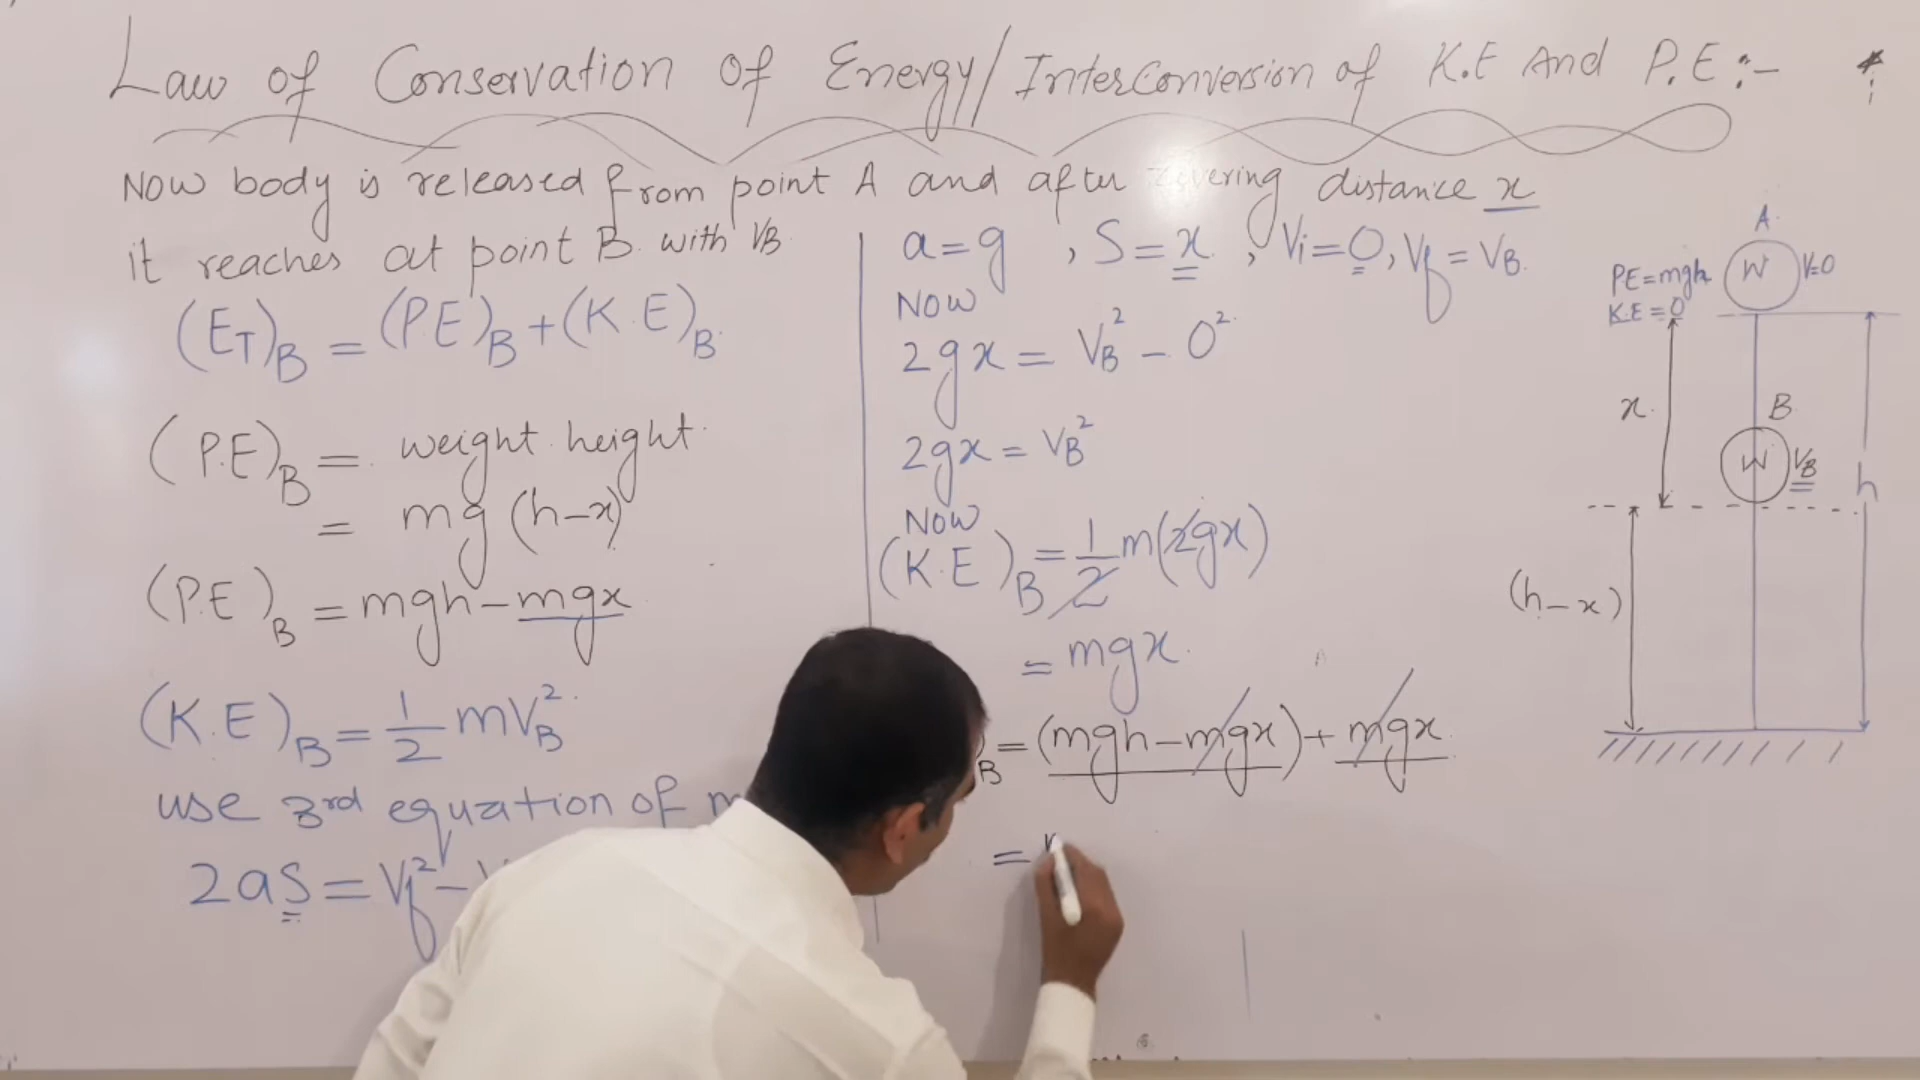 Law of Conservation of Energy/Interconversion of K.E And P.E:-
Now body is released from point A and after covering distance x
it reaches at point B with VB
(ET)B = (P.E)B + (K.E)B
(P.E)B = weight. height
= mg (h-x)
(P.E)B = mgh - mgx
(K.E)B = 1/2 mVB²
use 3rd equation of
2aS = Vf² -
a = g , S = x , Vi = 0, Vf = VB
Now
2gx = VB² - 0²
2gx = VB²
Now
(K.E)B = 1/2 m(2gx)
= mgx
B = (mgh - mgx) + mgx
=
A
W V=0
PE = mgh
K.E = 0
x
B
W VB
h
(h-x)